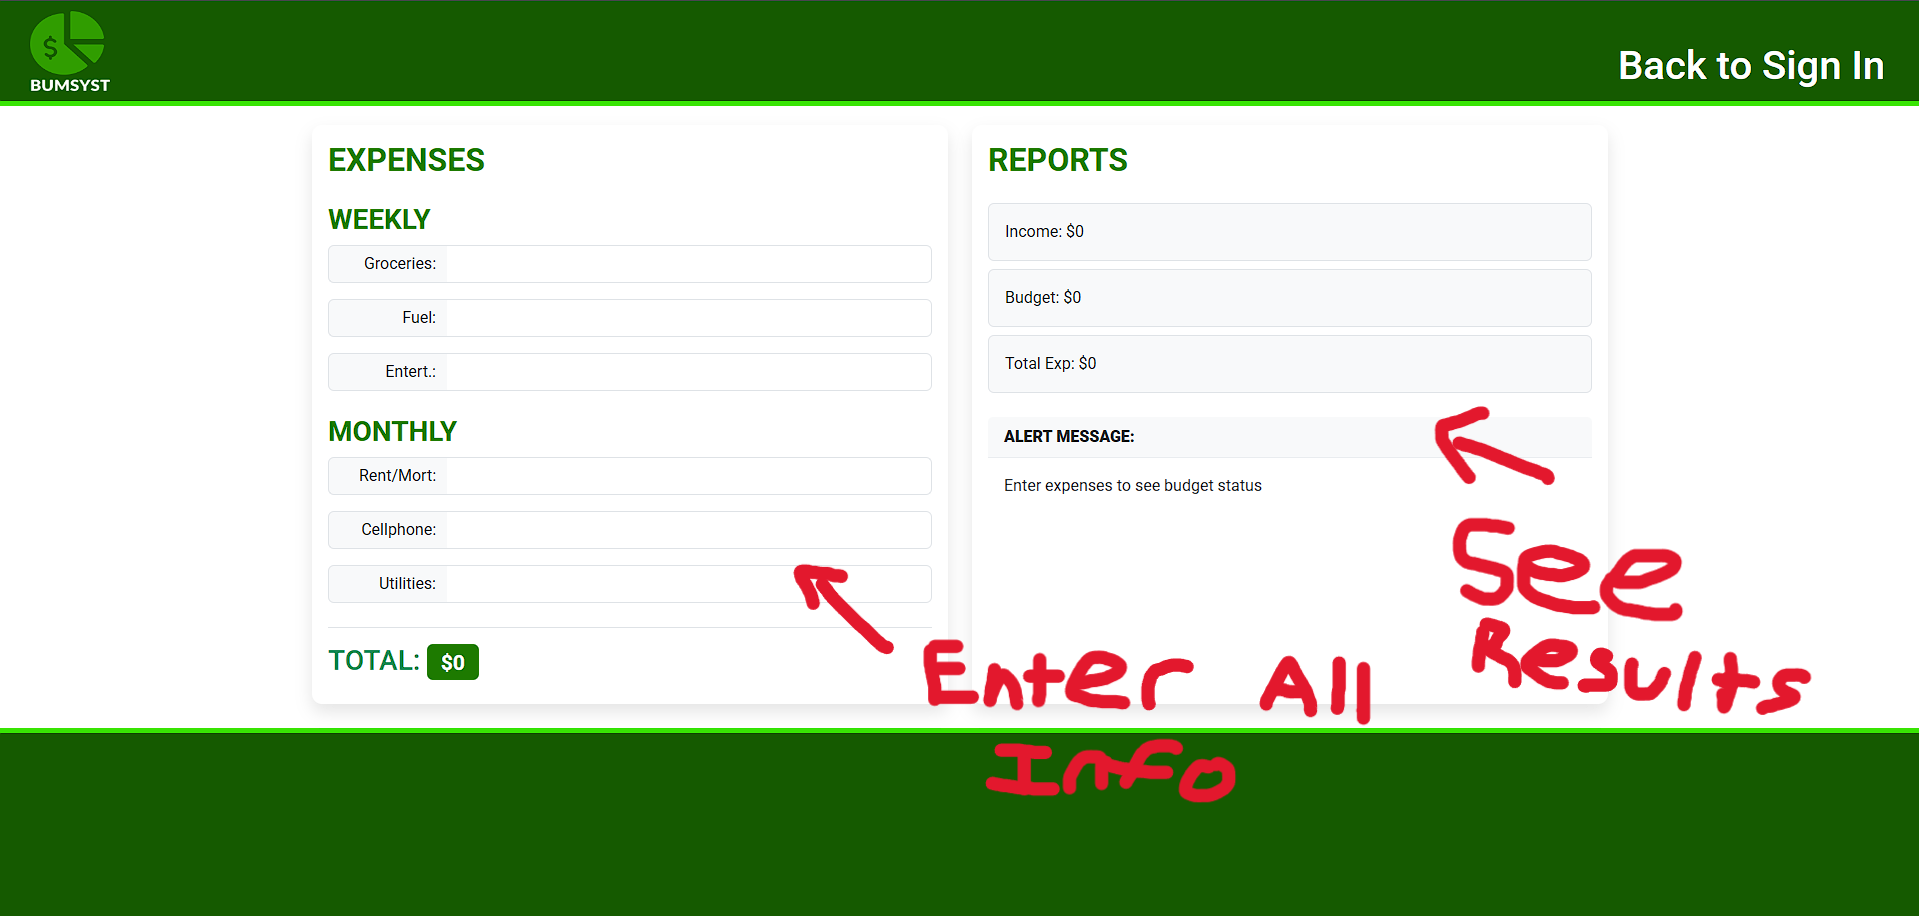 $
BUMSYST
Back to Sign In
EXPENSES
WEEKLY
Groceries:
Fuel:
Entert.:
MONTHLY
Rent/Mort:
Cellphone:
Utilities:
TOTAL: $0
REPORTS
Income: $0
Budget: $0
Total Exp: $0
ALERT MESSAGE:
Enter expenses to see budget status
Enter All
Info
See
Results